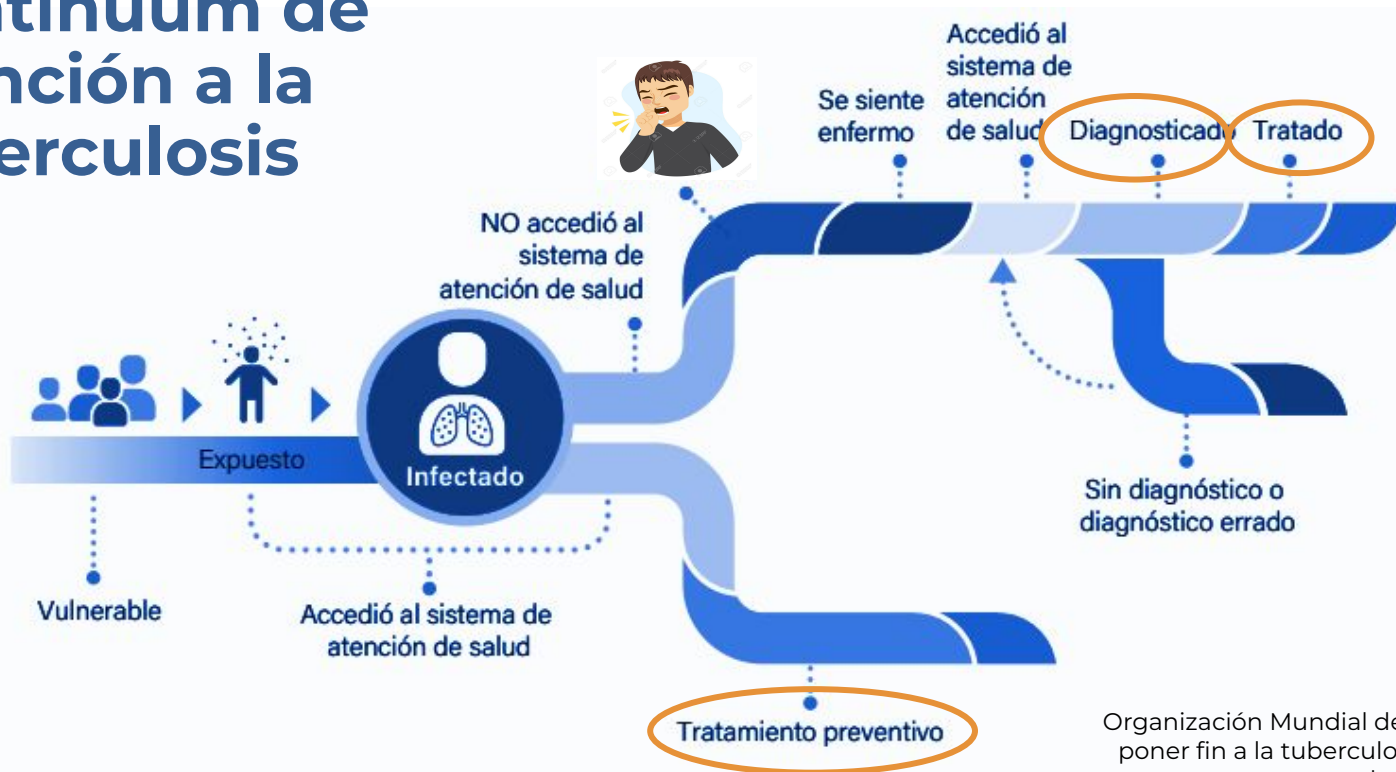 ntinuum de
nción a la
erculosis
Accedió al
sistema de
atención
de salud
Se siente
enfermo
Diagnosticado
Tratado
NO accedió al
sistema de
atención de salud
Expuesto
Infectado
Sin diagnóstico o
diagnóstico errado
Vulnerable
Accedió al sistema de
atención de salud
Tratamiento preventivo
Organización Mundial de
poner fin a la tuberculo